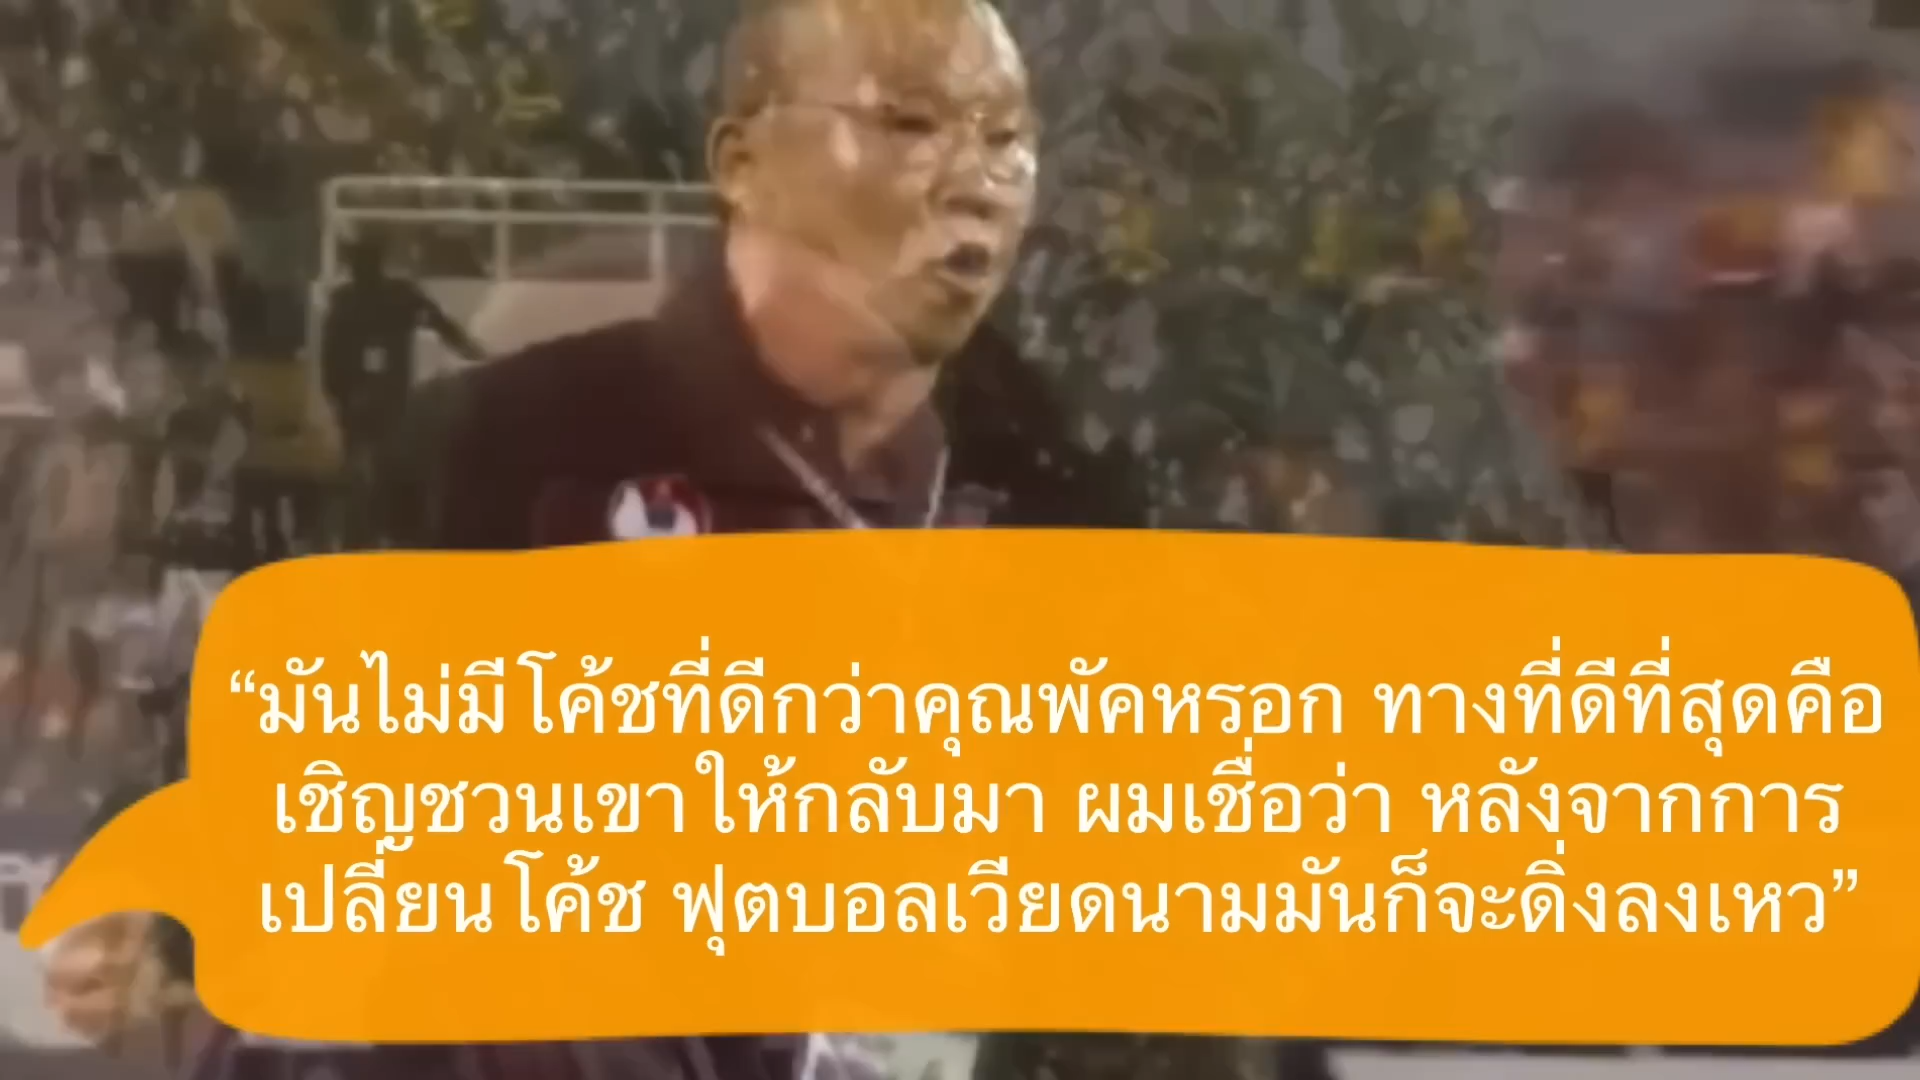 “มันไม่มีโค้ชที่ดีกว่าคุณพัคหรอก ทางที่ดีที่สุดคือ
เชิญชวนเขาให้กลับมา ผมเชื่อว่า หลังจากการ
เปลี่ยนโค้ช ฟุตบอลเวียดนามมันก็จะดิ่งลงเหว”